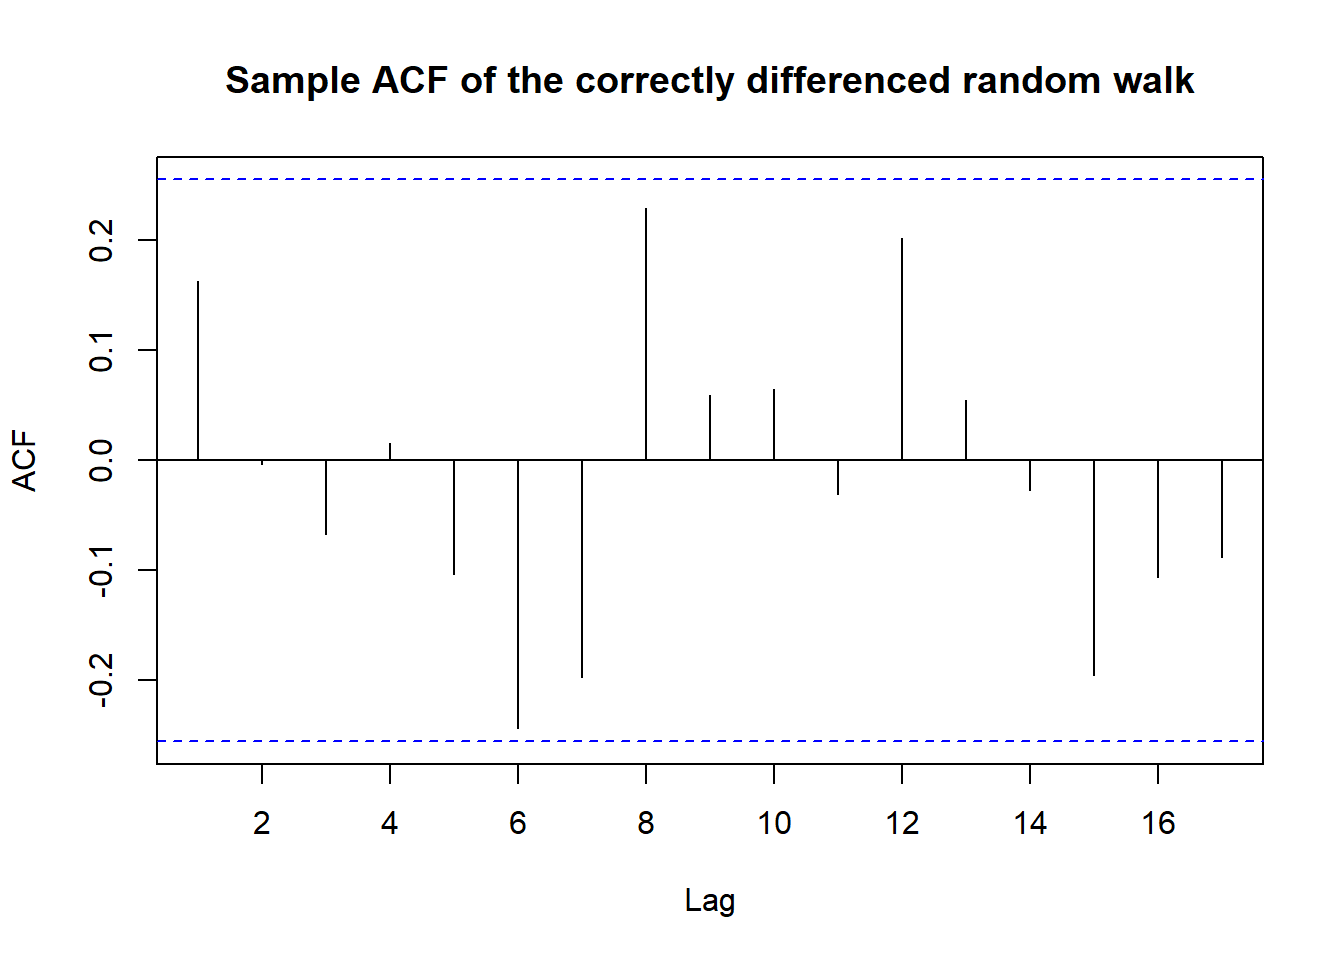 Sample ACF of the correctly differenced random walk
ACF
0.2
0.1
0.0
-0.1
-0.2
2 4 6 8 10 12 14 16
Lag